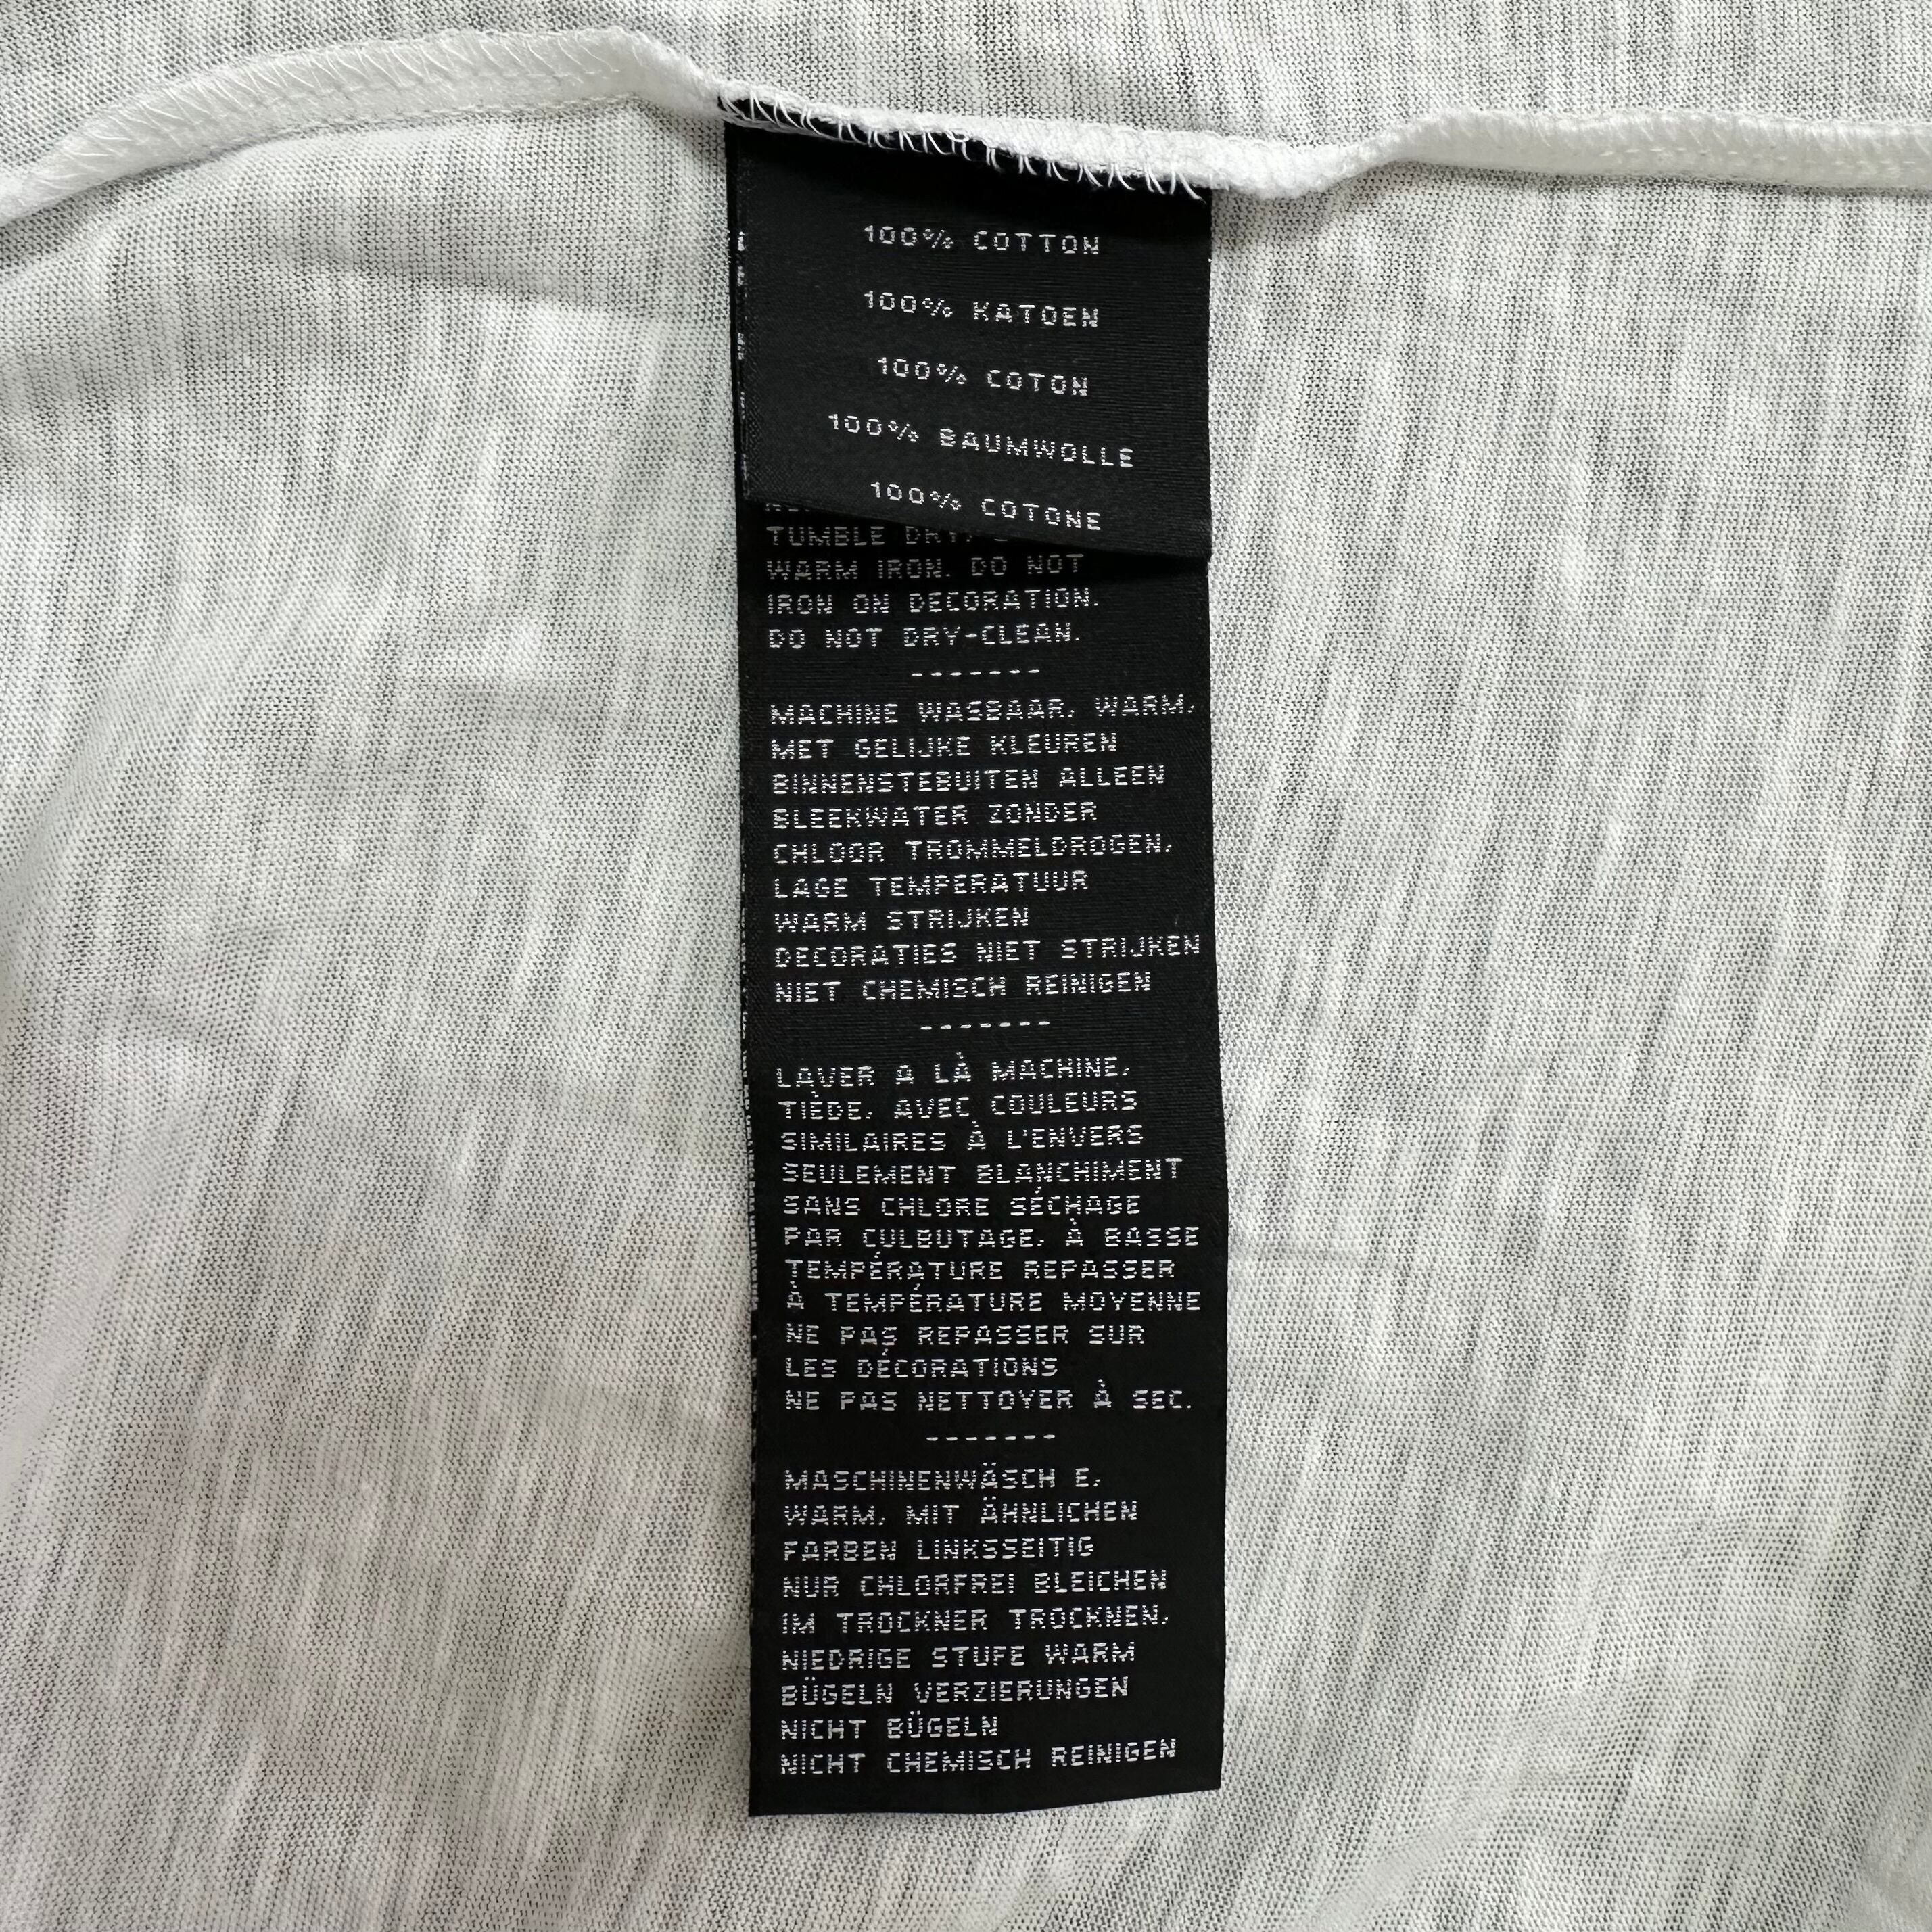 100% COTTON
100% KATOEN
100% COTON
100% BAUMWOLLE
100% COTONE
TUMBLE DRY,
WARM IRON. DO NOT
IRON ON DECORATION.
DO NOT DRY-CLEAN.
-------
MACHINE WASBAAR, WARM,
MET GELIJKE KLEUREN
BINNENSTEBUITEN ALLEEN
BLEEKWATER ZONDER
CHLOOR TROMMELDROGEN,
LAGE TEMPERATUUR
WARM STRIJKEN
DECORATIES NIET STRIJKEN
NIET CHEMISCH REINIGEN
-------
LAVER A LÀ MACHINE,
TIÈDE, AVEC COULEURS
SIMILAIRES À L'ENVERS
SEULEMENT BLANCHIMENT
SANS CHLORE SÉCHAGE
PAR CULBUTAGE, À BASSE
TEMPÉRATURE REPASSER
À TEMPÉRATURE MOYENNE
NE PAS REPASSER SUR
LES DÉCORATIONS
NE PAS NETTOYER À SEC.
-------
MASCHINENWÄSCH E,
WARM, MIT ÄHNLICHEN
FARBEN LINKSSEITIG
NUR CHLORFREI BLEICHEN
IM TROCKNER TROCKNEN,
NIEDRIGE STUFE WARM
BÜGELN VERZIERUNGEN
NICHT BÜGELN
NICHT CHEMISCH REINIGEN